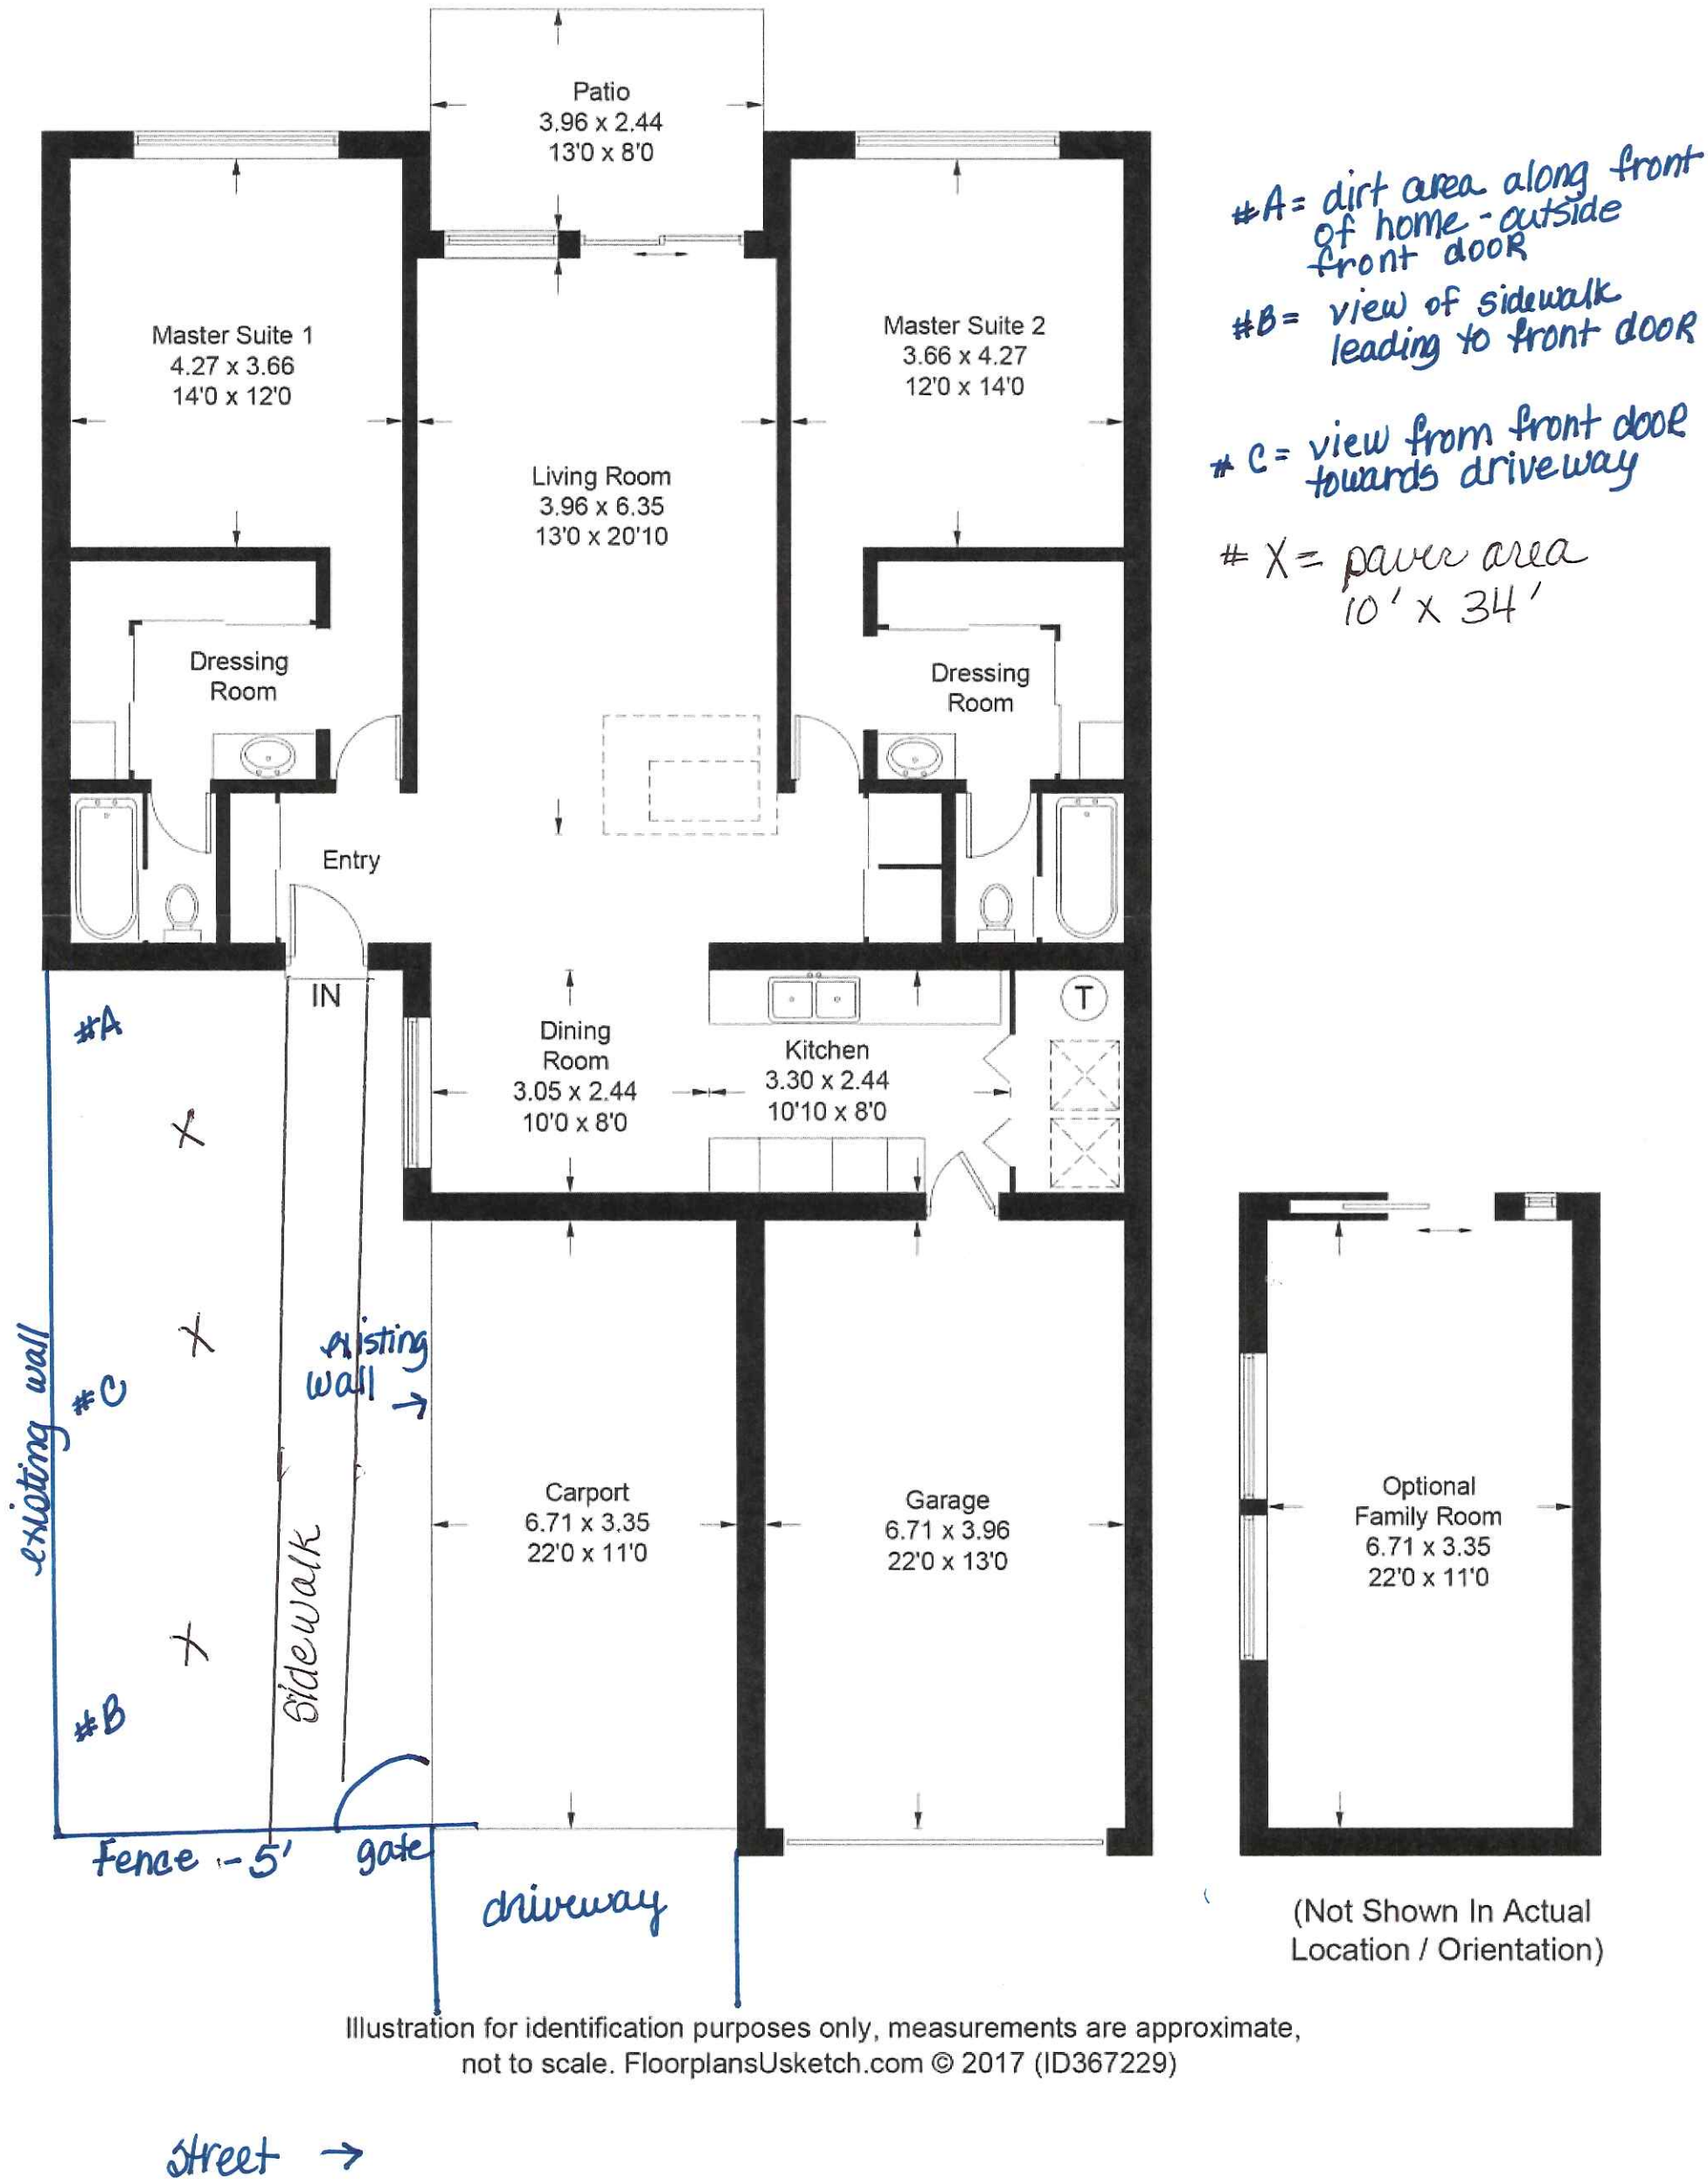 Patio
3.96 x 2.44
13'0 x 8'0
#A = dirt area along front
of home - outside
front door
#B = view of sidewalk
leading to front door
# C = view from front door
towards driveway
# X = paver area
10' x 34'
Master Suite 1
4.27 x 3.66
14'0 x 12'0
Master Suite 2
3.66 x 4.27
12'0 x 14'0
Living Room
3.96 x 6.35
13'0 x 20'10
Dressing
Room
Dressing
Room
Entry
IN
#A
Dining
Room
3.05 x 2.44
10'0 x 8'0
Kitchen
3.30 x 2.44
10'10 x 8'0
T
X
X
existing
wall →
existing wall
#C
Carport
6.71 x 3.35
22'0 x 11'0
Garage
6.71 x 3.96
22'0 x 13'0
Optional
Family Room
6.71 x 3.35
22'0 x 11'0
sidewalk
X
#B
Fence - 5'
gate
driveway
(Not Shown In Actual
Location / Orientation)
Illustration for identification purposes only, measurements are approximate,
not to scale. FloorplansUsketch.com © 2017 (ID367229)
street →